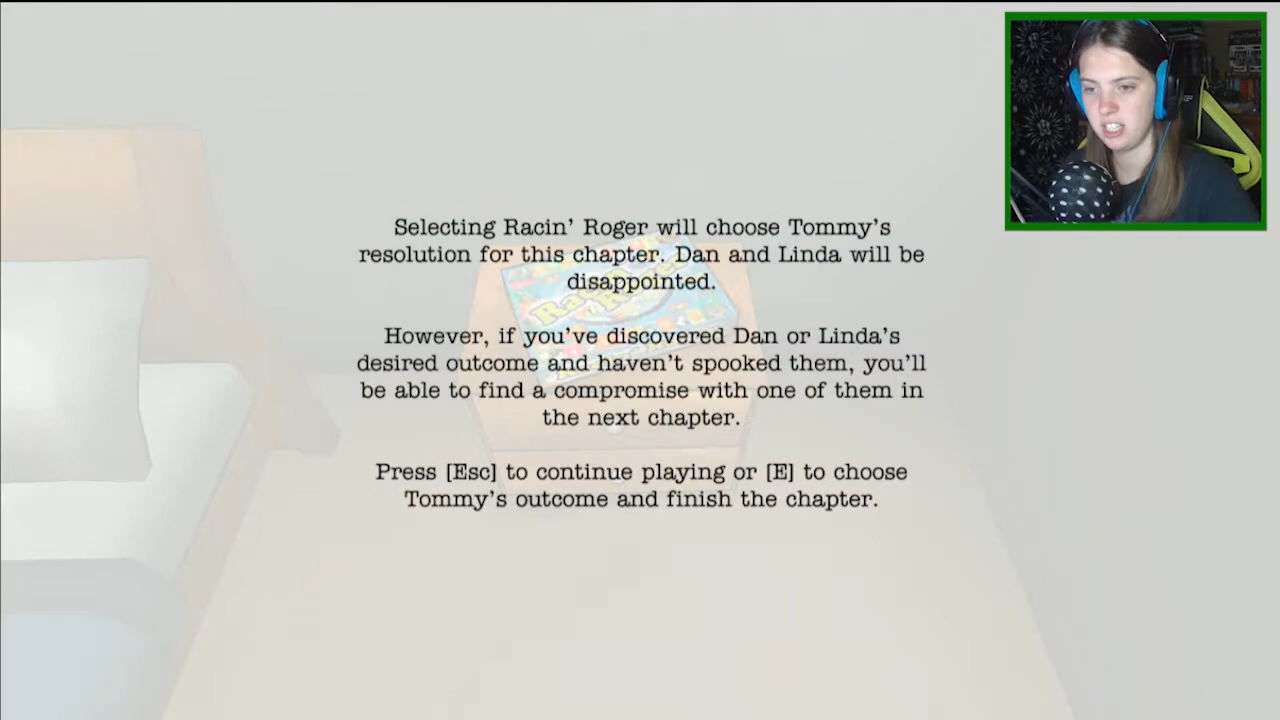 Selecting Racin' Roger will choose Tommy's
resolution for this chapter. Dan and Linda will be
disappointed.
However, if you've discovered Dan or Linda's
desired outcome and haven't spooked them, you'll
be able to find a compromise with one of them in
the next chapter.
Press [Esc] to continue playing or [E] to choose
Tommy's outcome and finish the chapter.